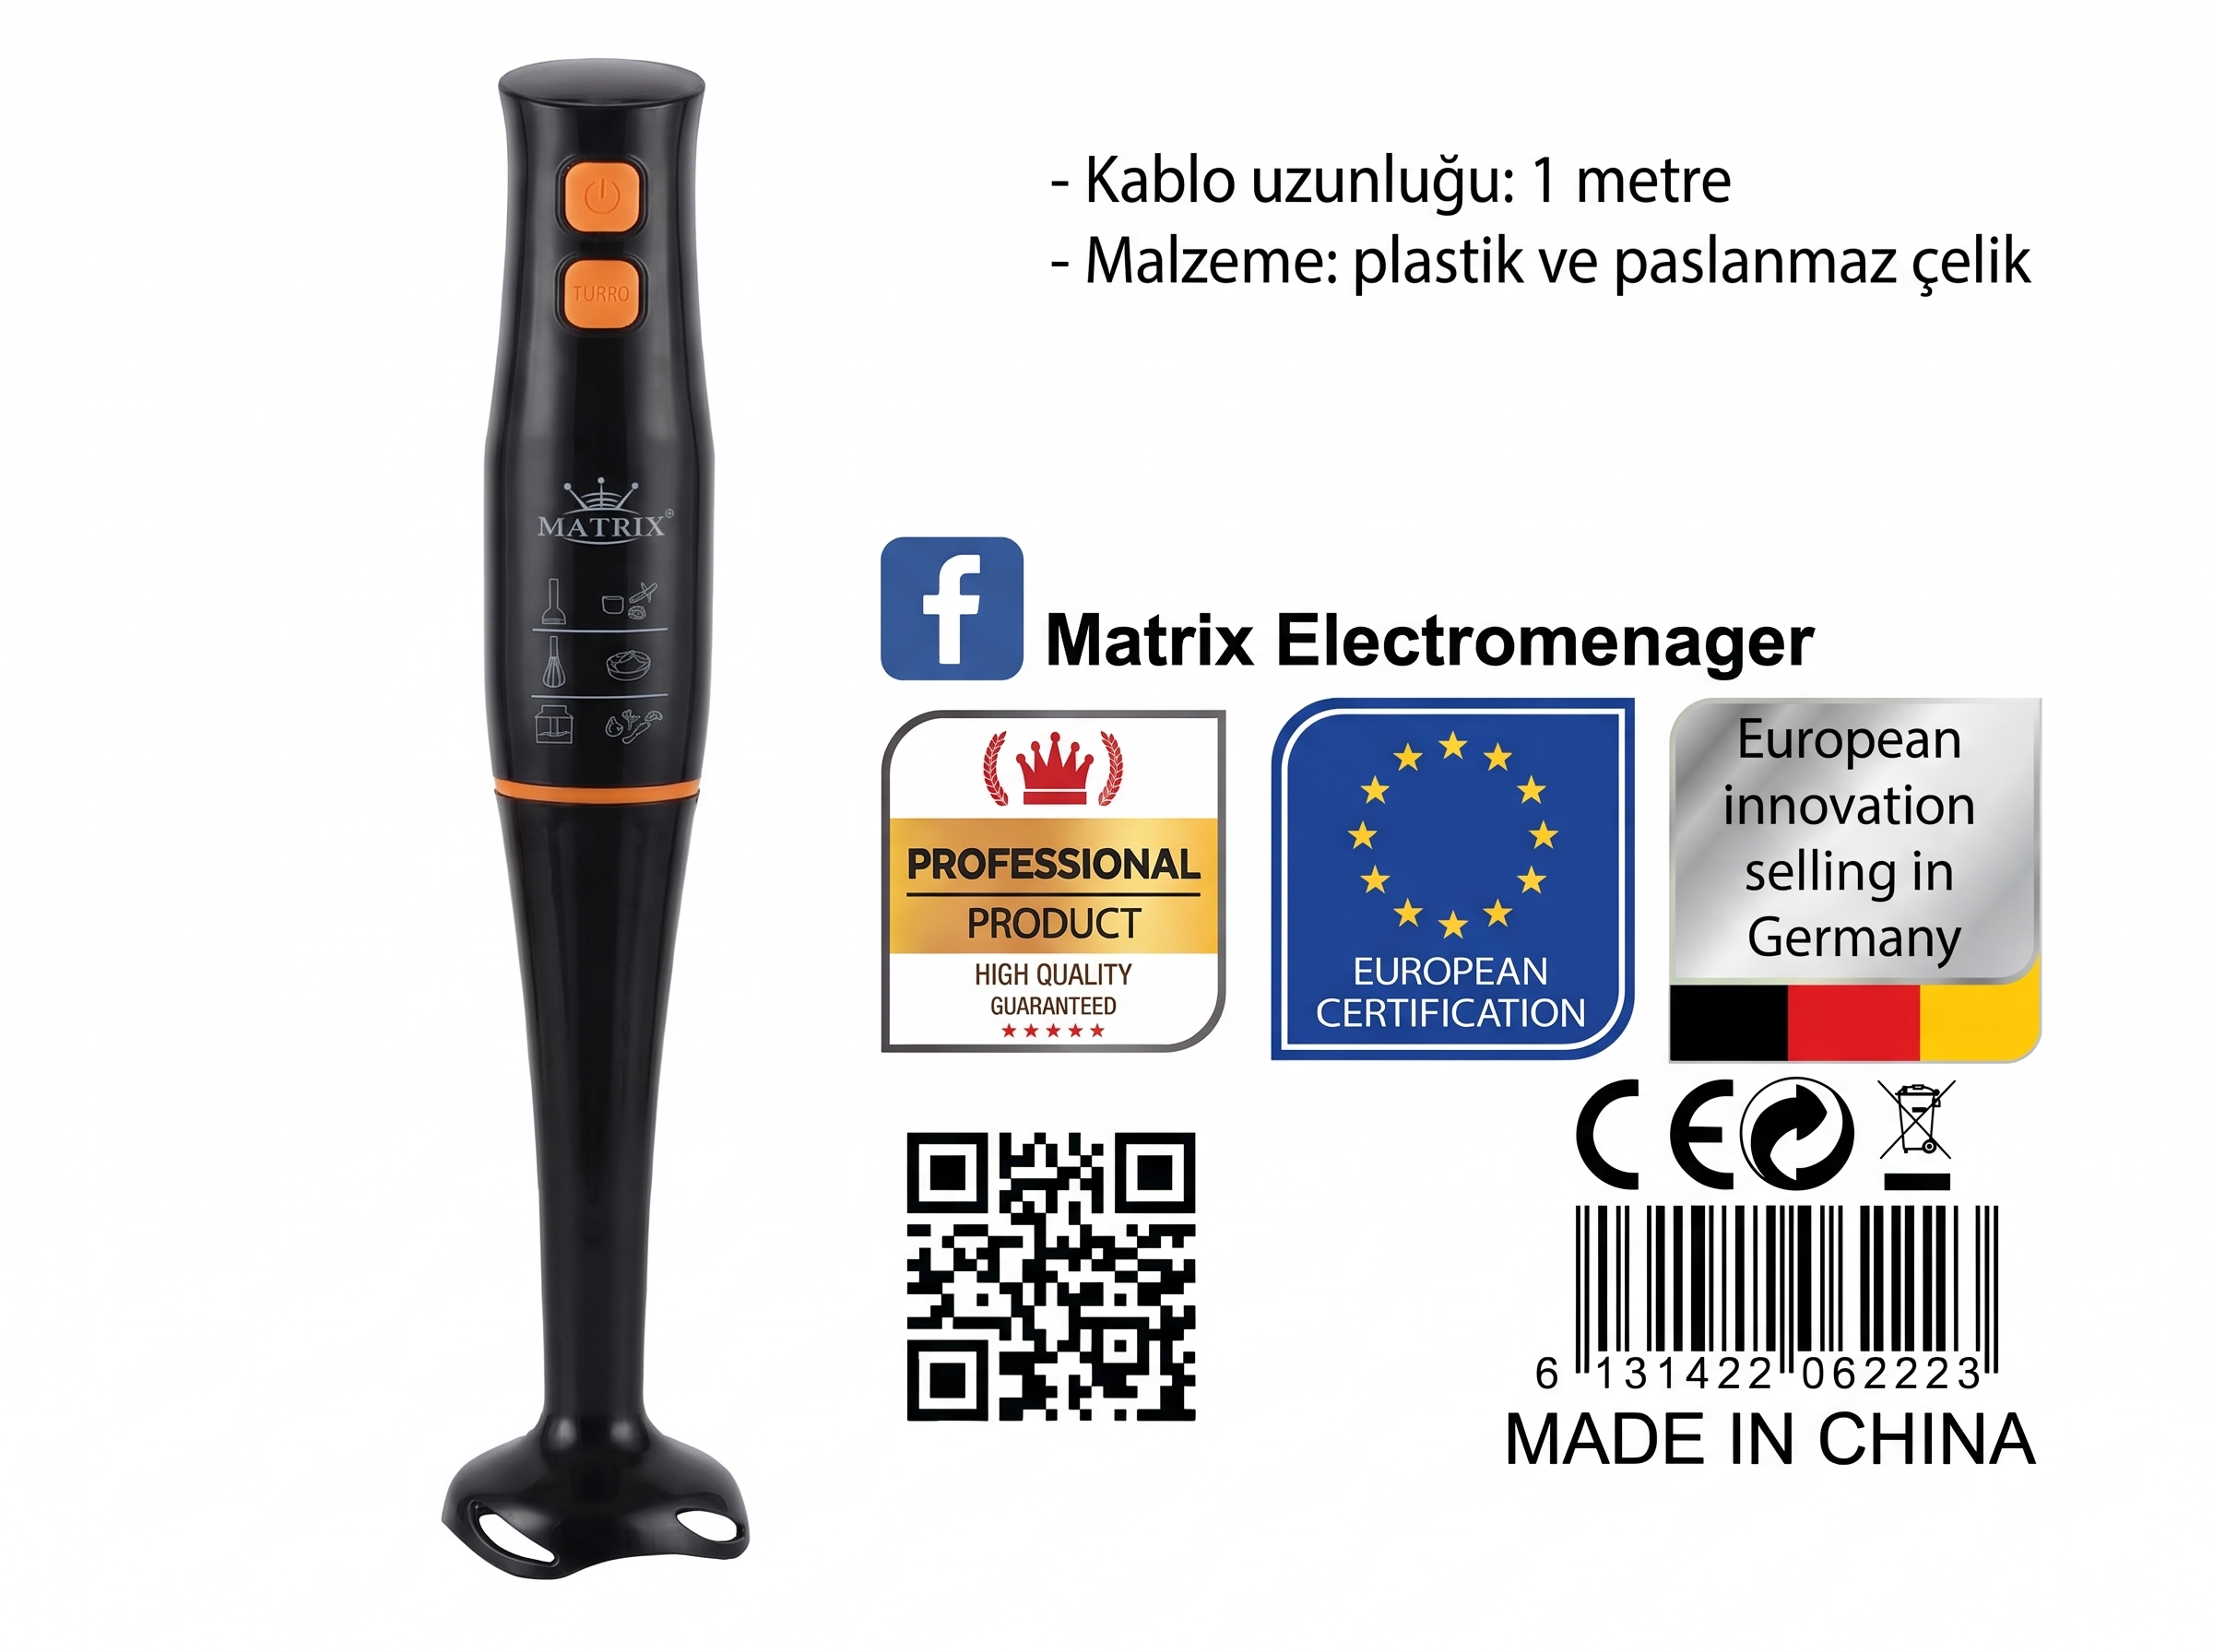 - Kablo uzunluğu: 1 metre
- Malzeme: plastik ve paslanmaz çelik
TURRO
MATRIX®
f Matrix Electromenager
PROFESSIONAL
PRODUCT
HIGH QUALITY
GUARANTEED
EUROPEAN
CERTIFICATION
European
innovation
selling in
Germany
CE
6 131422 062223
MADE IN CHINA